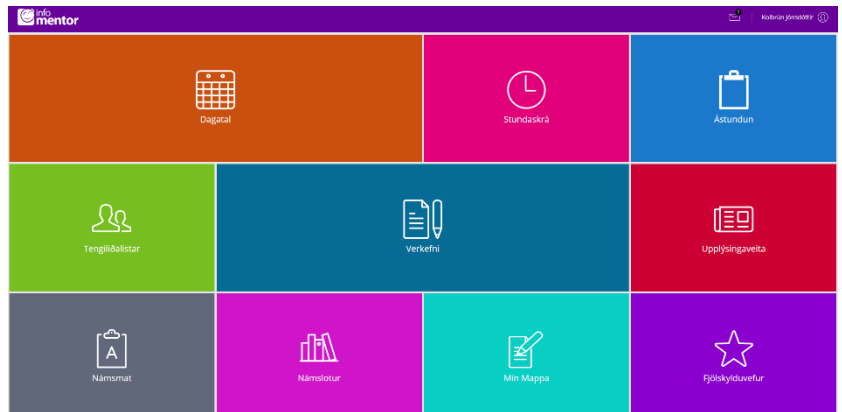 info
mentor
Kolbrún Jónsdóttir
Dagatal
Stundaskrá
Ástundun
Tengiliðalistar
Verkefni
Upplýsingaveita
A
Námsmat
Námslotur
Mín Mappa
Fjölskylduvefur